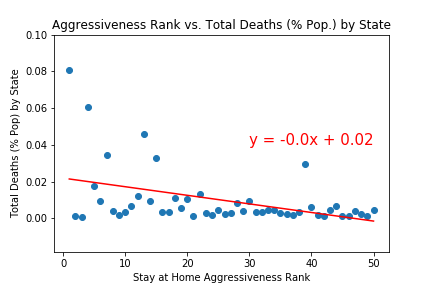 Aggressiveness Rank vs. Total Deaths (% Pop.) by State
0.10
0.08
0.06
0.04
0.02
0.00
Total Deaths (% Pop) by State
y = -0.0x + 0.02
0 10 20 30 40 50
Stay at Home Aggressiveness Rank